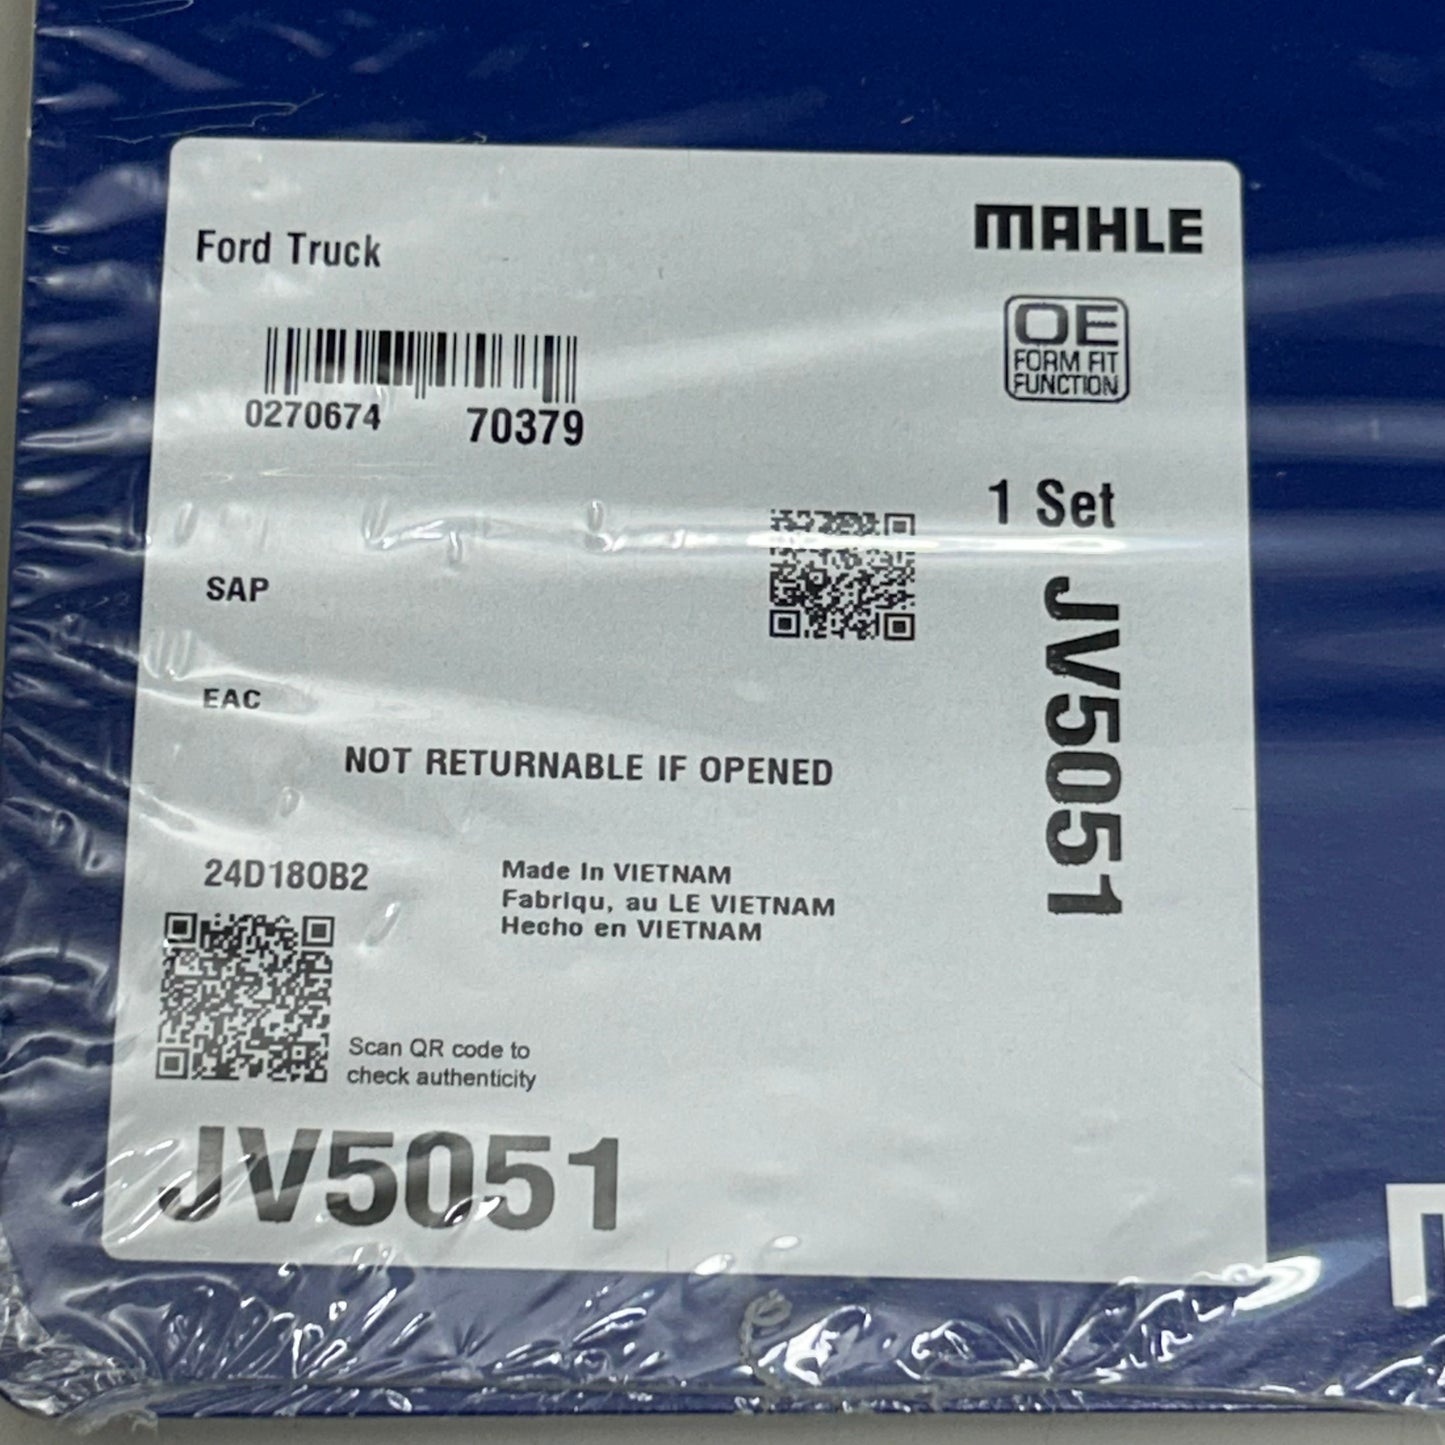 Ford Truck
MAHLE
OE
FORM FIT
FUNCTION
0270674 70379
1 Set
JV5051
SAP
EAC
NOT RETURNABLE IF OPENED
24D180B2
Made In VIETNAM
Fabriqu, au LE VIETNAM
Hecho en VIETNAM
Scan QR code to
check authenticity
JV5051